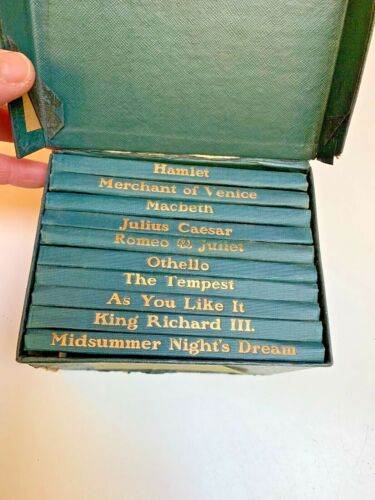 Hamlet
Merchant of Venice
Macbeth
Julius Caesar
Romeo & Juliet
Othello
The Tempest
As You Like It
King Richard III.
Midsummer Night's Dream